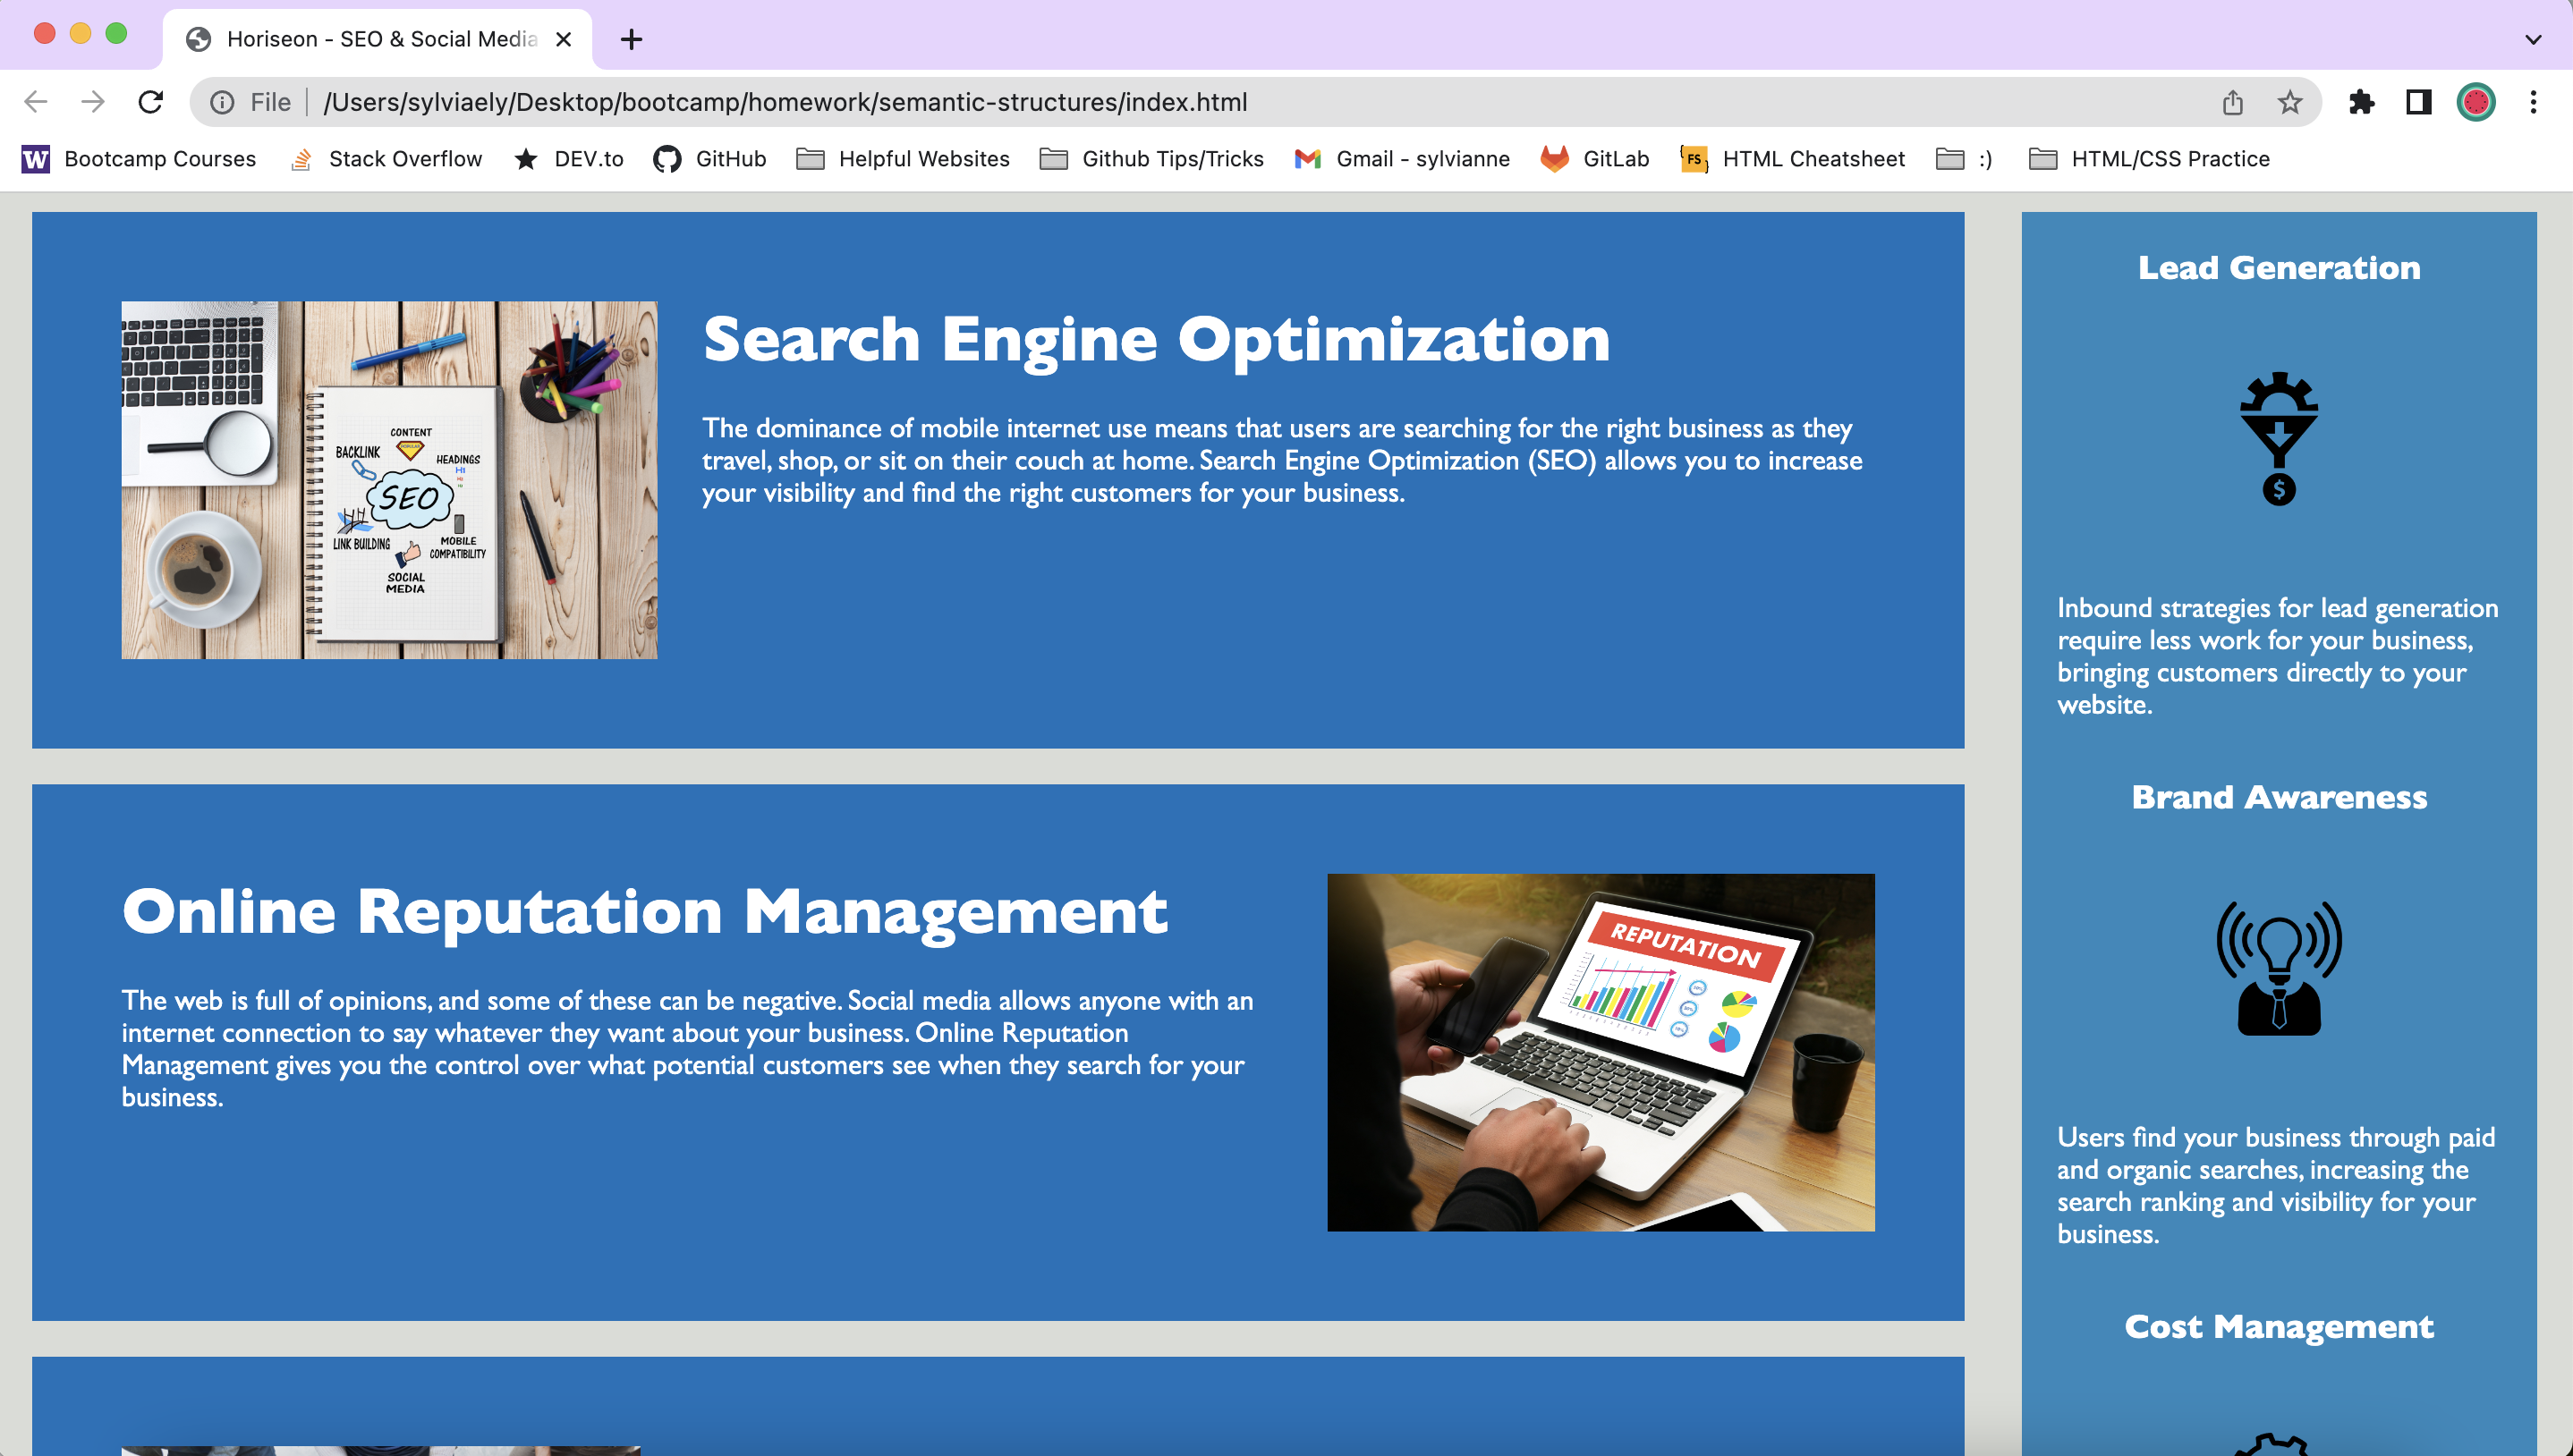 Horiseon - SEO & Social Media
File /Users/sylviaely/Desktop/bootcamp/homework/semantic-structures/index.html
W Bootcamp Courses Stack Overflow DEV.to GitHub Helpful Websites Github Tips/Tricks Gmail - sylvianne GitLab FS HTML Cheatsheet :) HTML/CSS Practice
CONTENT
BACKLINK
HEADINGS
H1
SEO
LINK BUILDING
MOBILE
COMPATIBILITY
SOCIAL
MEDIA
Search Engine Optimization
The dominance of mobile internet use means that users are searching for the right business as they
travel, shop, or sit on their couch at home. Search Engine Optimization (SEO) allows you to increase
your visibility and find the right customers for your business.
Online Reputation Management
The web is full of opinions, and some of these can be negative. Social media allows anyone with an
internet connection to say whatever they want about your business. Online Reputation
Management gives you the control over what potential customers see when they search for your
business.
REPUTATION
Lead Generation
$
Inbound strategies for lead generation
require less work for your business,
bringing customers directly to your
website.
Brand Awareness
Users find your business through paid
and organic searches, increasing the
search ranking and visibility for your
business.
Cost Management